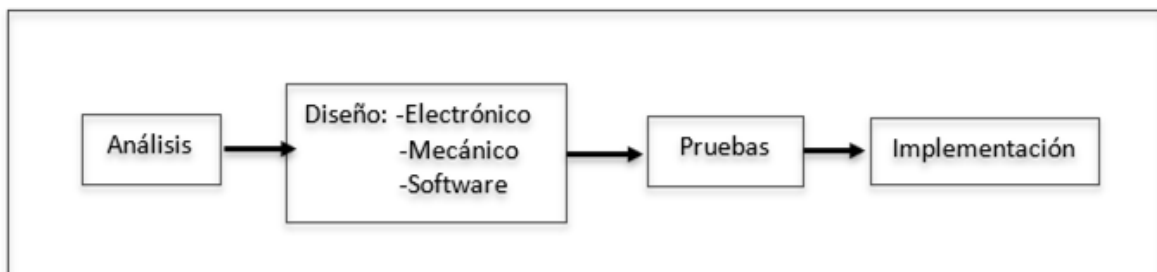 Análisis
Diseño: -Electrónico
-Mecánico
-Software
Pruebas
Implementación